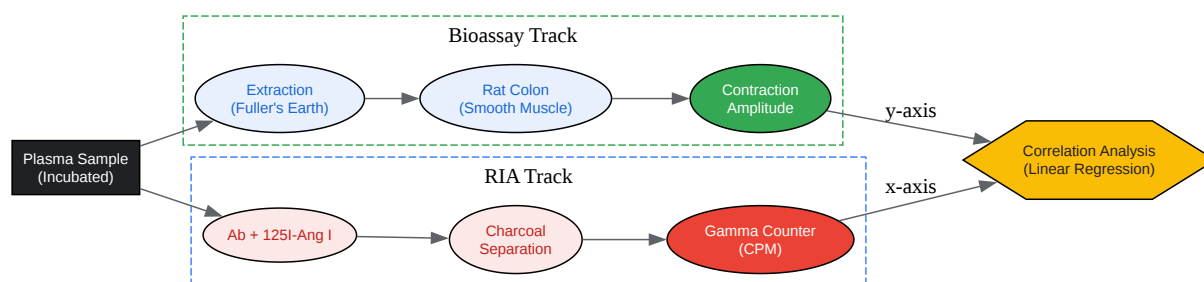 Bioassay Track
Extraction
(Fuller's Earth)
Rat Colon
(Smooth Muscle)
Contraction
Amplitude
y-axis
Plasma Sample
(Incubated)
Correlation Analysis
(Linear Regression)
RIA Track
x-axis
Ab + 125I-Ang I
Charcoal
Separation
Gamma Counter
(CPM)